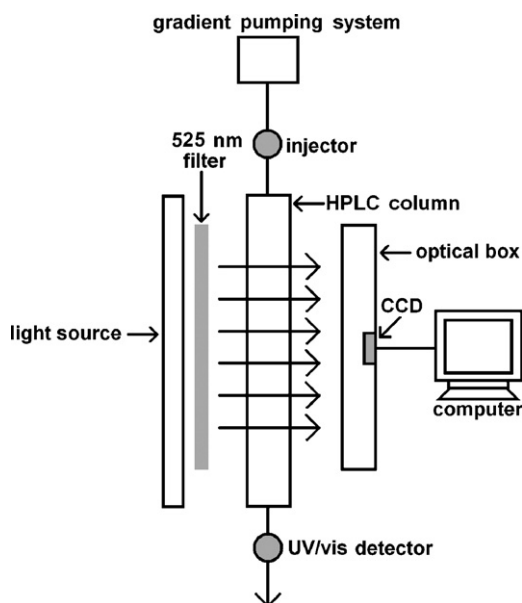 gradient pumping system
525 nm
filter
injector
HPLC column
optical box
light source
CCD
computer
UV/vis detector